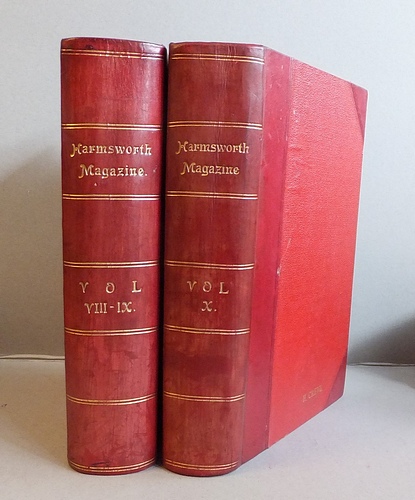 Harmsworth
Magazine.
VOL
VIII-IX.
Harmsworth
Magazine
VOL
X.